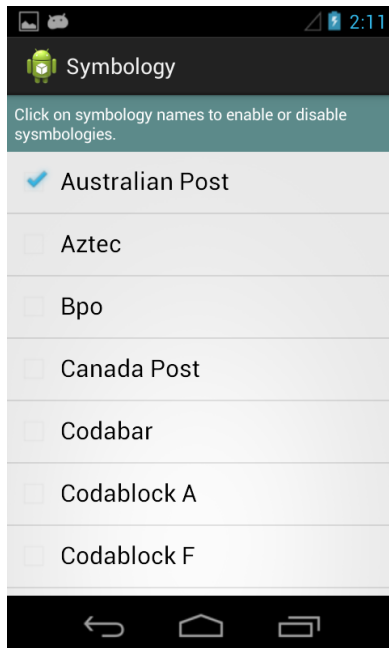 2:11
Symbology
Click on symbology names to enable or disable
sysmbologies.
Australian Post
Aztec
Bpo
Canada Post
Codabar
Codablock A
Codablock F